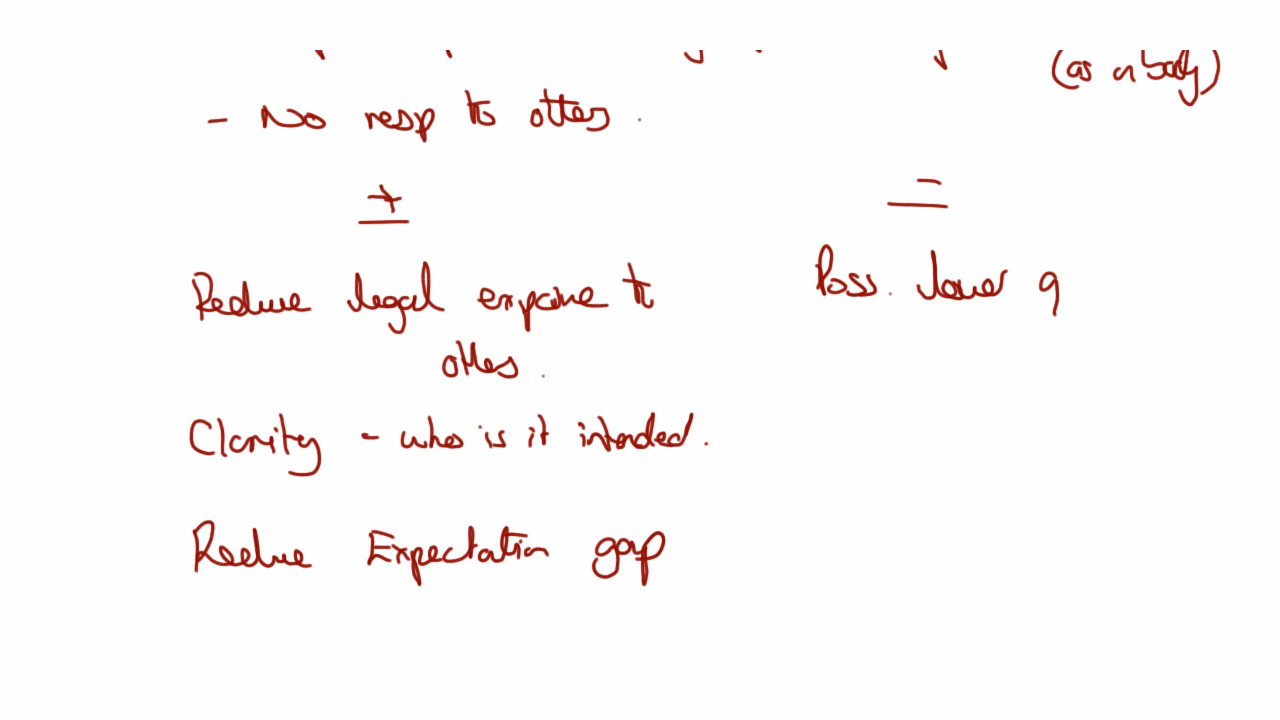 (as a body)
- No resp to others.
+
-
Reduce legal exposure to
others.
Poss. lower q
Clarity - who is it intended.
Reduce Expectation gap